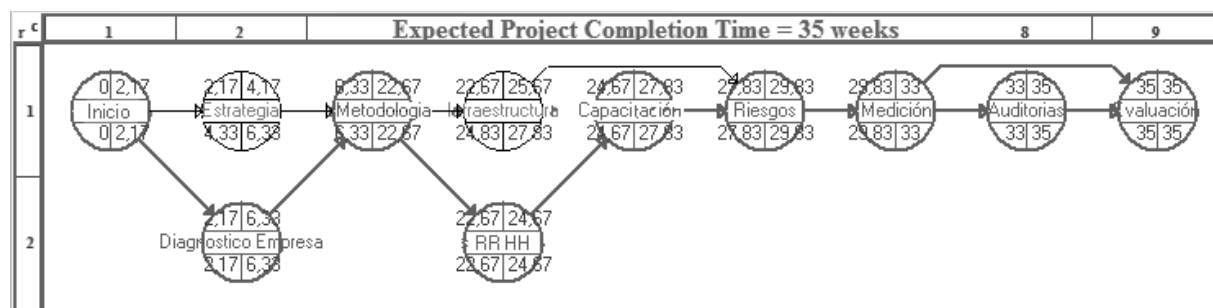 r c 1 2 Expected Project Completion Time = 35 weeks 8 9
0 2,17 2,17 4,17 6,33 22,67 22,67 25,67 24,67 27,83 27,83 29,83 29,83 33 33 35 35 35
1 Inicio Estrategia Metodologia Infraestructura Capacitación Riesgos Medición Auditorias Evaluación
0 2,17 4,33 6,33 6,33 22,67 24,83 27,83 24,67 27,83 27,83 29,83 29,83 33 33 35 35 35
2,17 6,33 22,67 24,67
2 Diagnostico Empresa RR HH
2,17 6,33 22,67 24,67